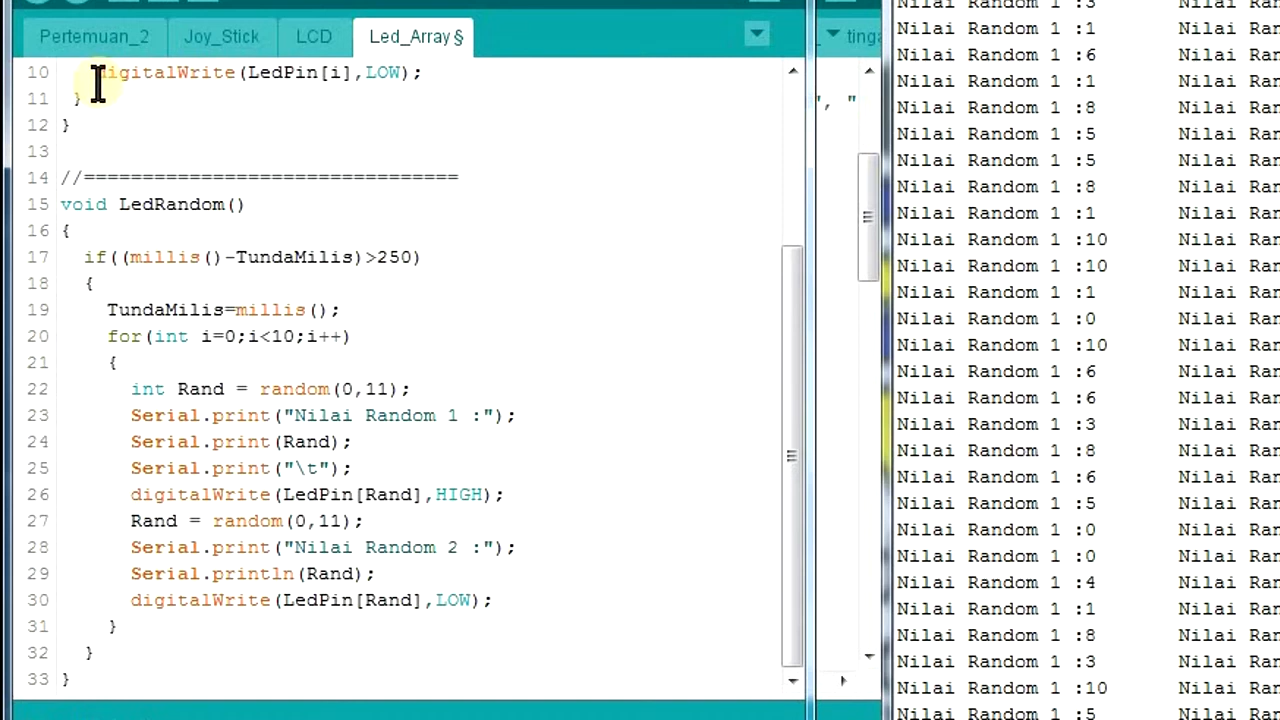 Pertemuan_2
Joy_Stick
LCD
Led_Array§
tinga
10 digitalWrite(LedPin[i],LOW);
11 }
12 }
13
14 //================================
15 void LedRandom()
16 {
17 if((millis()-TundaMilis)>250)
18 {
19 TundaMilis=millis();
20 for(int i=0;i<10;i++)
21 {
22 int Rand = random(0,11);
23 Serial.print("Nilai Random 1 :");
24 Serial.print(Rand);
25 Serial.print("\t");
26 digitalWrite(LedPin[Rand],HIGH);
27 Rand = random(0,11);
28 Serial.print("Nilai Random 2 :");
29 Serial.println(Rand);
30 digitalWrite(LedPin[Rand],LOW);
31 }
32 }
33 }
", "
Nilai Random 1 :3 Nilai Ran
Nilai Random 1 :1 Nilai Ran
Nilai Random 1 :6 Nilai Ran
Nilai Random 1 :1 Nilai Ran
Nilai Random 1 :8 Nilai Ran
Nilai Random 1 :5 Nilai Ran
Nilai Random 1 :5 Nilai Ran
Nilai Random 1 :8 Nilai Ran
Nilai Random 1 :1 Nilai Ran
Nilai Random 1 :10 Nilai Ran
Nilai Random 1 :10 Nilai Ran
Nilai Random 1 :1 Nilai Ran
Nilai Random 1 :0 Nilai Ran
Nilai Random 1 :10 Nilai Ran
Nilai Random 1 :6 Nilai Ran
Nilai Random 1 :6 Nilai Ran
Nilai Random 1 :3 Nilai Ran
Nilai Random 1 :8 Nilai Ran
Nilai Random 1 :6 Nilai Ran
Nilai Random 1 :5 Nilai Ran
Nilai Random 1 :0 Nilai Ran
Nilai Random 1 :0 Nilai Ran
Nilai Random 1 :4 Nilai Ran
Nilai Random 1 :1 Nilai Ran
Nilai Random 1 :8 Nilai Ran
Nilai Random 1 :3 Nilai Ran
Nilai Random 1 :10 Nilai Ran
Nilai Random 1 :5 Nilai Ran